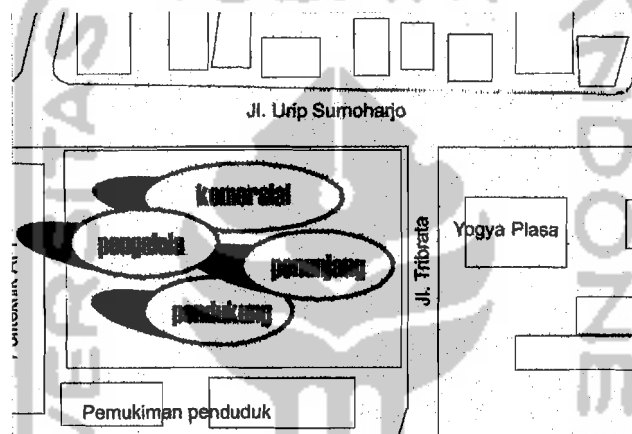 Jl. Urip Sumoharjo
komersial
pengelola
penunjang
Yogya Plasa
Jl. Tribrata
pendukung
Pemukiman penduduk